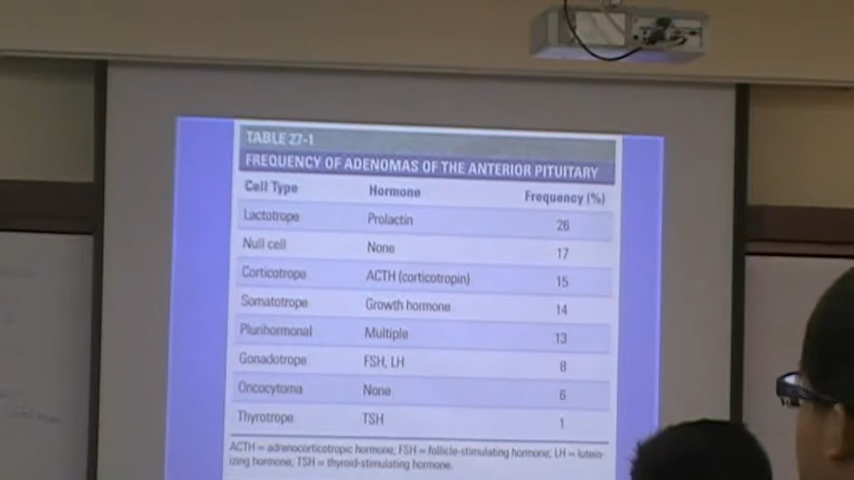 TABLE 27-1
FREQUENCY OF ADENOMAS OF THE ANTERIOR PITUITARY
Cell Type Hormone Frequency (%)
Lactotrope Prolactin 26
Null cell None 17
Corticotrope ACTH (corticotropin) 15
Somatotrope Growth hormone 14
Plurihormonal Multiple 13
Gonadotrope FSH, LH 8
Oncocytoma None 6
Thyrotrope TSH 1
ACTH = adrenocorticotropic hormone; FSH = follicle-stimulating hormone; LH = lutein-
izing hormone; TSH = thyroid-stimulating hormone.